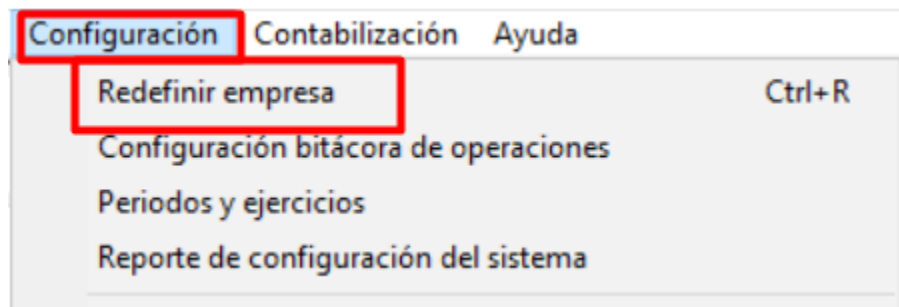 Configuración Contabilización Ayuda
Redefinir empresa Ctrl+R
Configuración bitácora de operaciones
Periodos y ejercicios
Reporte de configuración del sistema